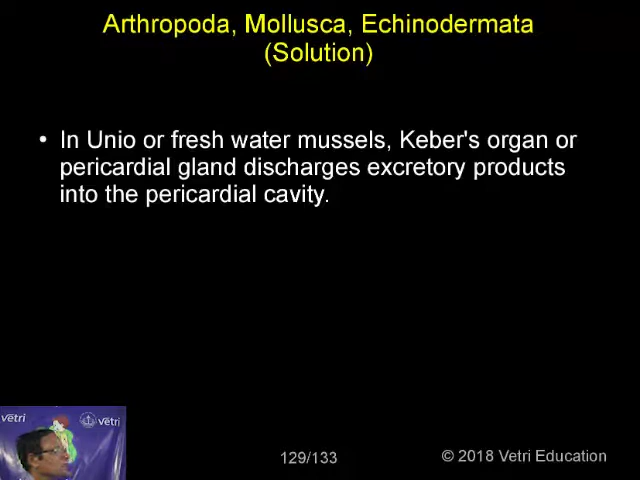 Arthropoda, Mollusca, Echinodermata
(Solution)
• In Unio or fresh water mussels, Keber's organ or
pericardial gland discharges excretory products
into the pericardial cavity.
vetri
vetri
129/133
© 2018 Vetri Education